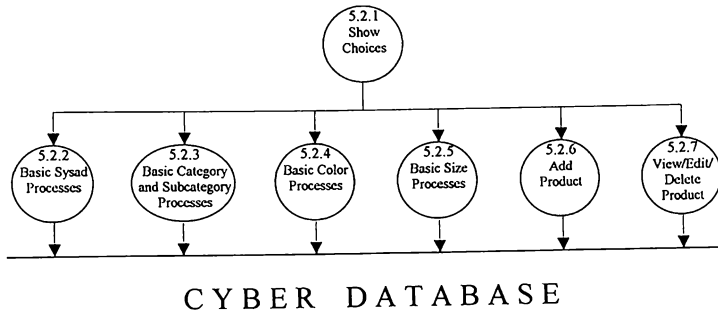 5.2.1
Show
Choices
5.2.2
Basic Sysad
Processes
5.2.3
Basic Category
and Subcategory
Processes
5.2.4
Basic Color
Processes
5.2.5
Basic Size
Processes
5.2.6
Add
Product
5.2.7
View/Edit/
Delete
Product
CYBER DATABASE